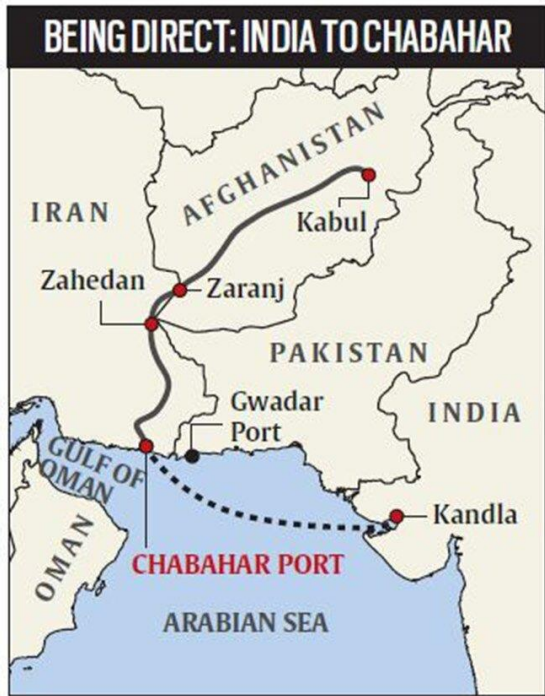 BEING DIRECT: INDIA TO CHABAHAR
AFGHANISTAN
IRAN
Kabul
Zahedan
Zaranj
PAKISTAN
Gwadar
Port
INDIA
GULF OF
OMAN
Kandla
OMAN
CHABAHAR PORT
ARABIAN SEA